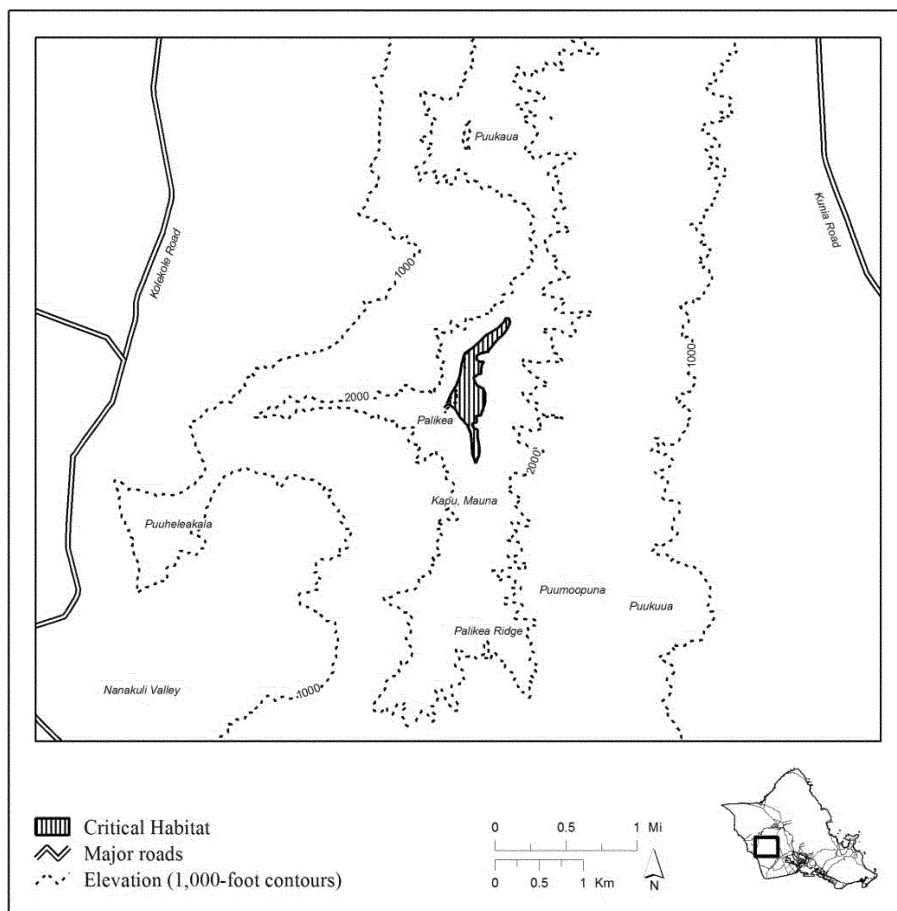 Puukaua
Kunia Road
Kolekole Road
1000
1000
2000
Palikea
2000
Kapu, Mauna
Puuheleakala
Puumoopuna
Puukuua
Palikea Ridge
Nanakuli Valley
1000
Critical Habitat
Major roads
Elevation (1,000-foot contours)
0 0.5 1 Mi
0 0.5 1 Km
N